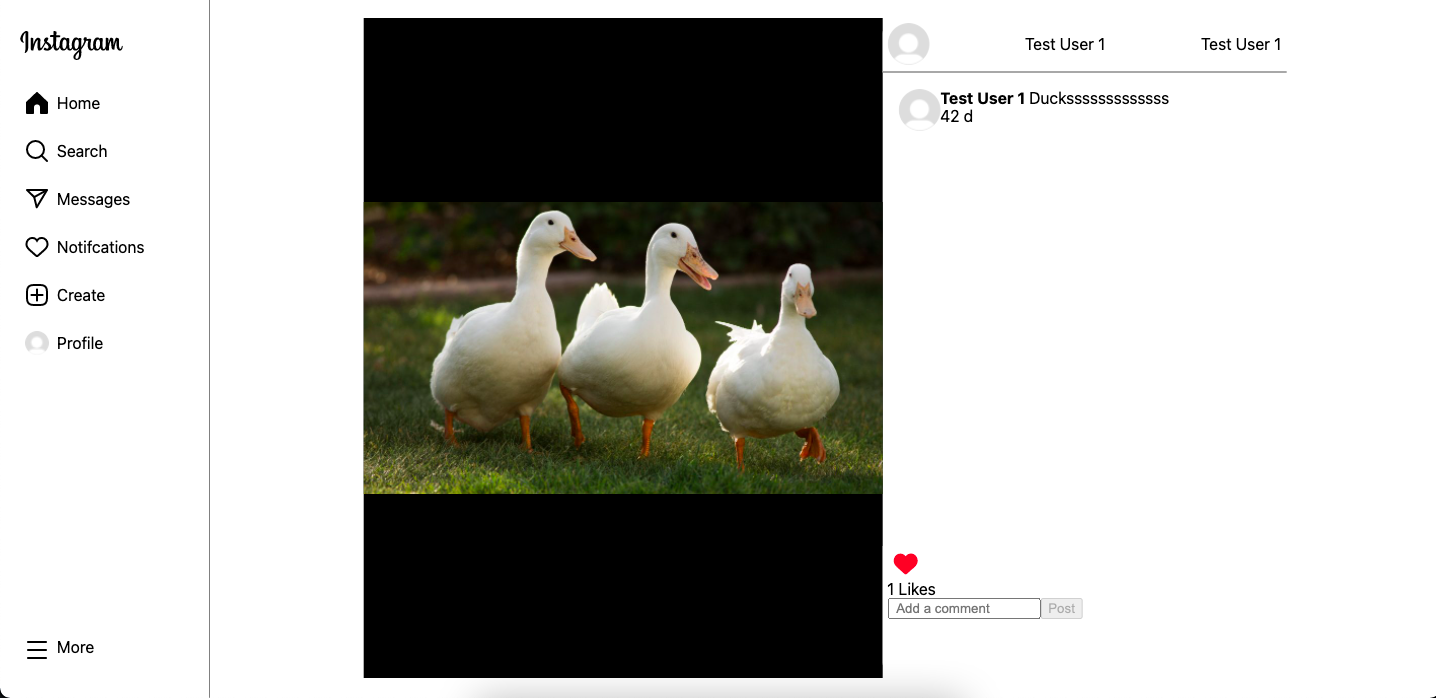 Instagram
Home
Search
Messages
Notifcations
Create
Profile
More
Test User 1 Test User 1
Test User 1 Duckssssssssssssss
42 d
1 Likes
Add a comment Post